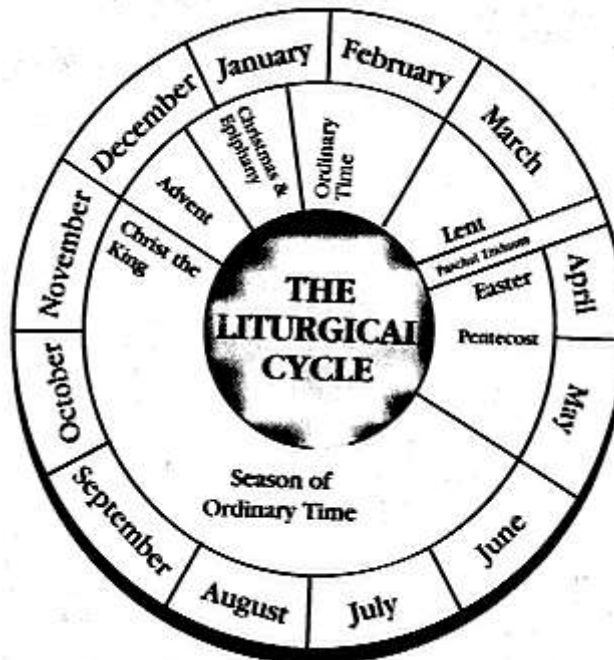 January
February
March
April
May
June
July
August
September
October
November
December
Christmas &
Epiphany
Ordinary
Time
Lent
Paschal Triduum
Easter
Pentecost
Season of
Ordinary Time
Christ the
King
Advent
THE
LITURGICAL
CYCLE